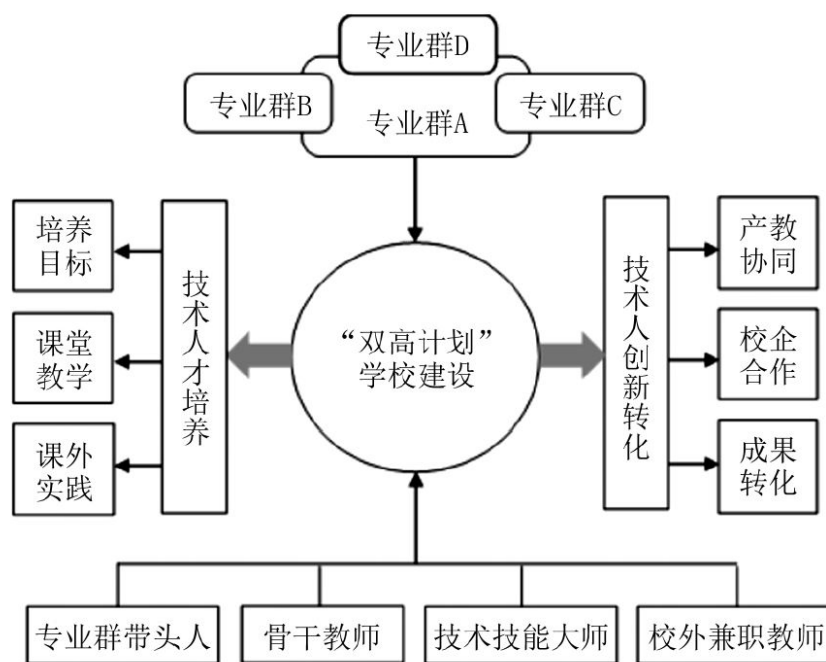 专业群D
专业群B
专业群C
专业群A
培养
目标
课堂
教学
课外
实践
技术人才培养
“双高计划”
学校建设
技术人创新转化
产教
协同
校企
合作
成果
转化
专业群带头人
骨干教师
技术技能大师
校外兼职教师